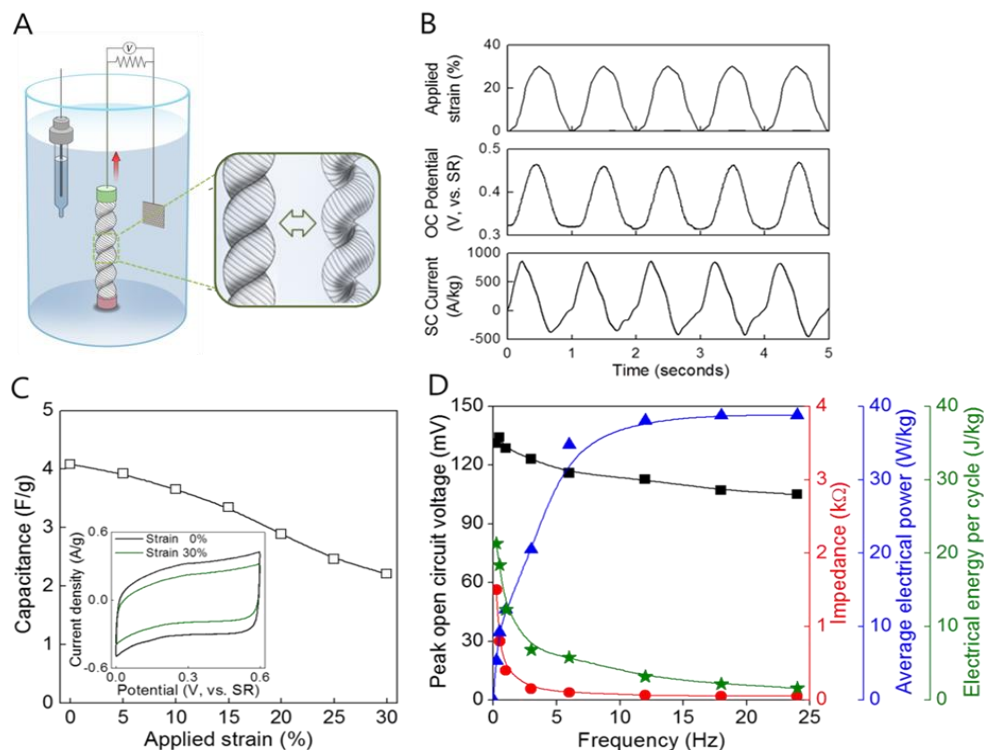 A
V
B
Applied
strain (%)
40
20
0
OC Potential
(V, vs. SR)
0.5
0.4
0.3
SC Current
(A/kg)
1000
500
0
-500
0 1 2 3 4 5
Time (seconds)
C
Capacitance (F/g)
5
4
3
2
1
0
0 5 10 15 20 25 30
Applied strain (%)
Current density (A/g)
0.6
0.0
-0.6
Strain 0%
Strain 30%
0.0 0.3 0.6
Potential (V, vs. SR)
D
Peak open circuit voltage (mV)
150
120
90
60
30
0
0 5 10 15 20 25
Frequency (Hz)
4
3
2
1
0
Impedance (kΩ)
40
30
20
10
0
Average electrical power (W/kg)
40
30
20
10
0
Electrical energy per cycle (J/kg)